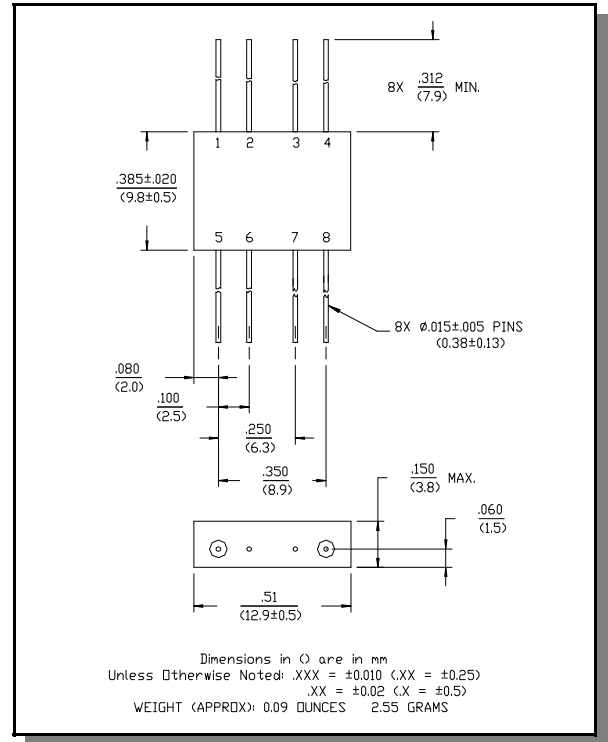 8X .312 (7.9) MIN.
1 2 3 4
.385±.020
(9.8±0.5)
5 6 7 8
8X Ø.015±.005 PINS
(0.38±0.13)
.080
(2.0)
.100
(2.5)
.250
(6.3)
.350
(8.9)
.150 (3.8) MAX.
.060
(1.5)
.51
(12.9±0.5)
Dimensions in () are in mm
Unless Otherwise Noted: .XXX = ±0.010 (.XX = ±0.25)
.XX = ±0.02 (.X = ±0.5)
WEIGHT (APPROX): 0.09 OUNCES 2.55 GRAMS